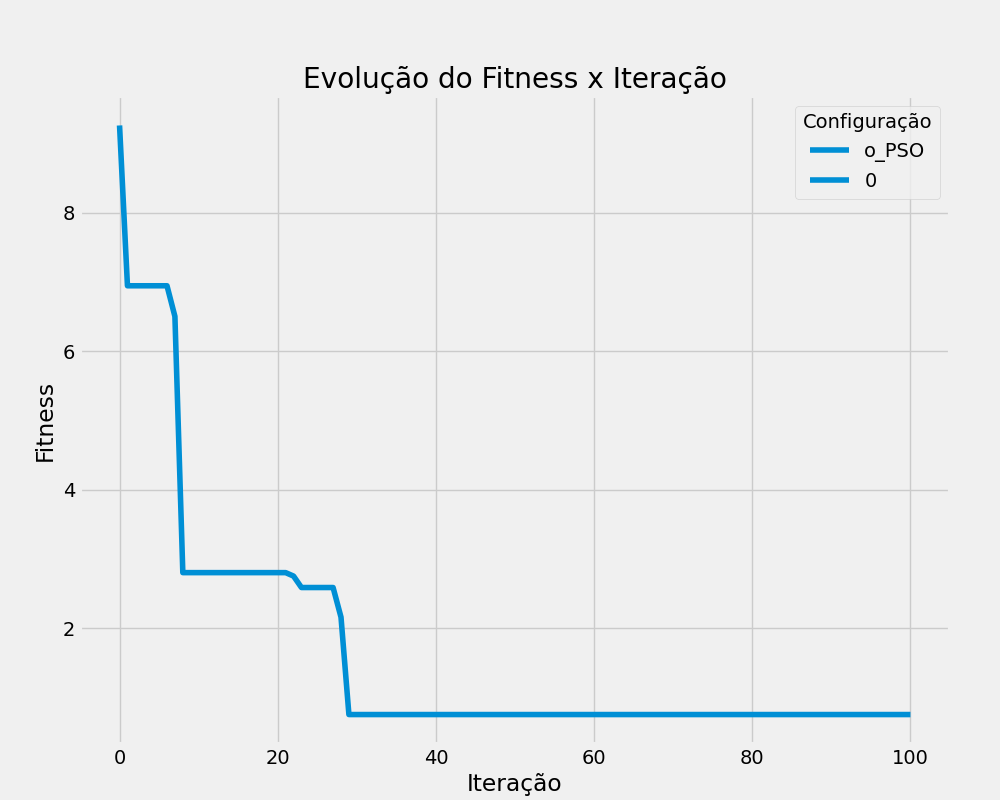 Evolução do Fitness x Iteração
Configuração
o_PSO
0
8
6
4
2
Fitness
0 20 40 60 80 100
Iteração